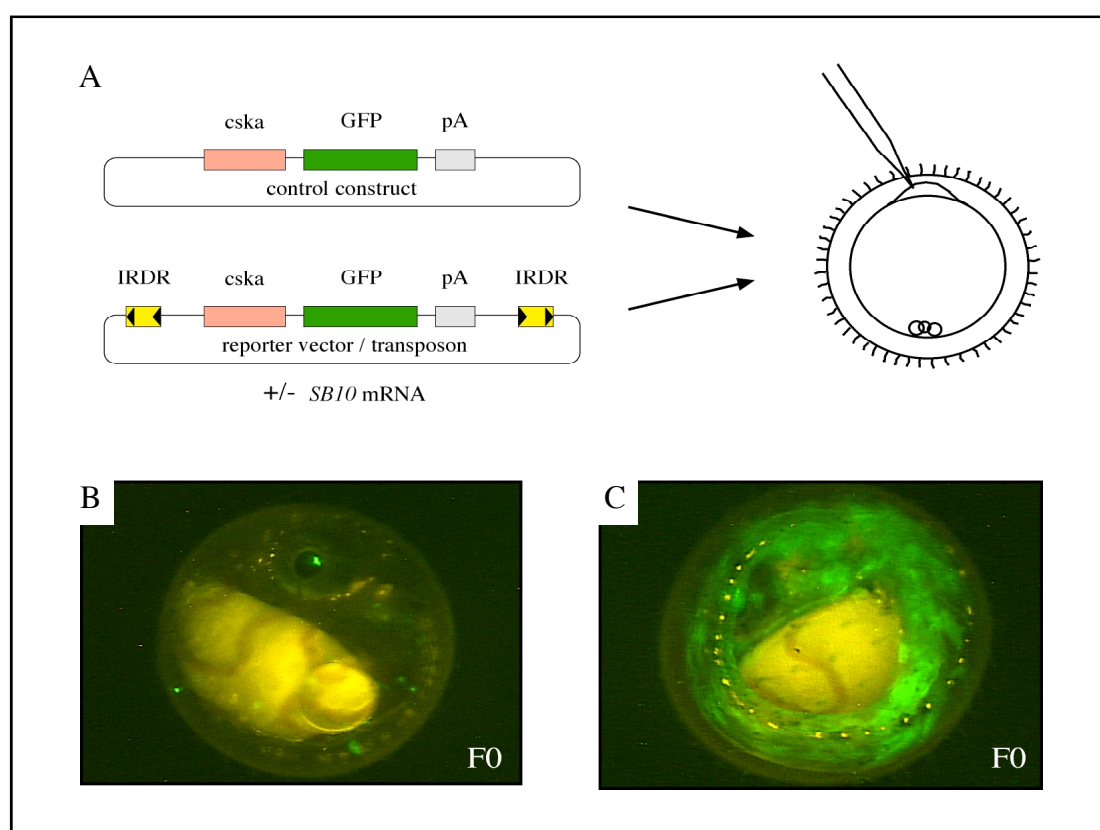 A
cska GFP pA
control construct
IRDR cska GFP pA IRDR
reporter vector / transposon
+/- SB10 mRNA
B
F0
C
F0